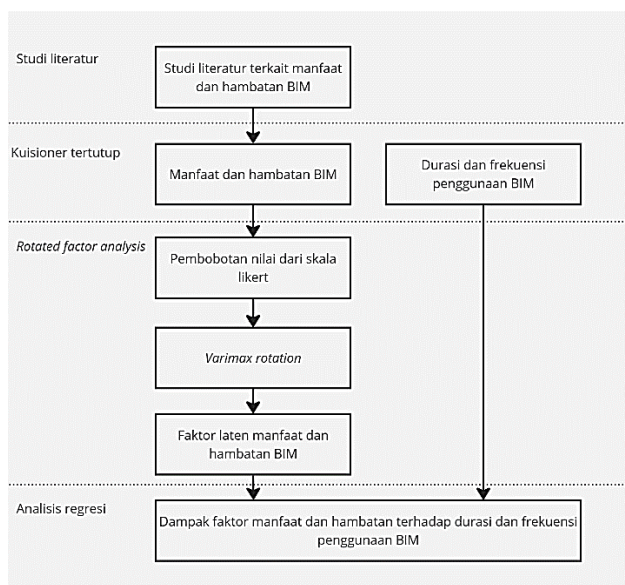 Studi literatur
Studi literatur terkait manfaat
dan hambatan BIM
Kuisioner tertutup
Manfaat dan hambatan BIM
Durasi dan frekuensi
penggunaan BIM
Rotated factor analysis
Pembobotan nilai dari skala
likert
Varimax rotation
Faktor laten manfaat dan
hambatan BIM
Analisis regresi
Dampak faktor manfaat dan hambatan terhadap durasi dan frekuensi
penggunaan BIM